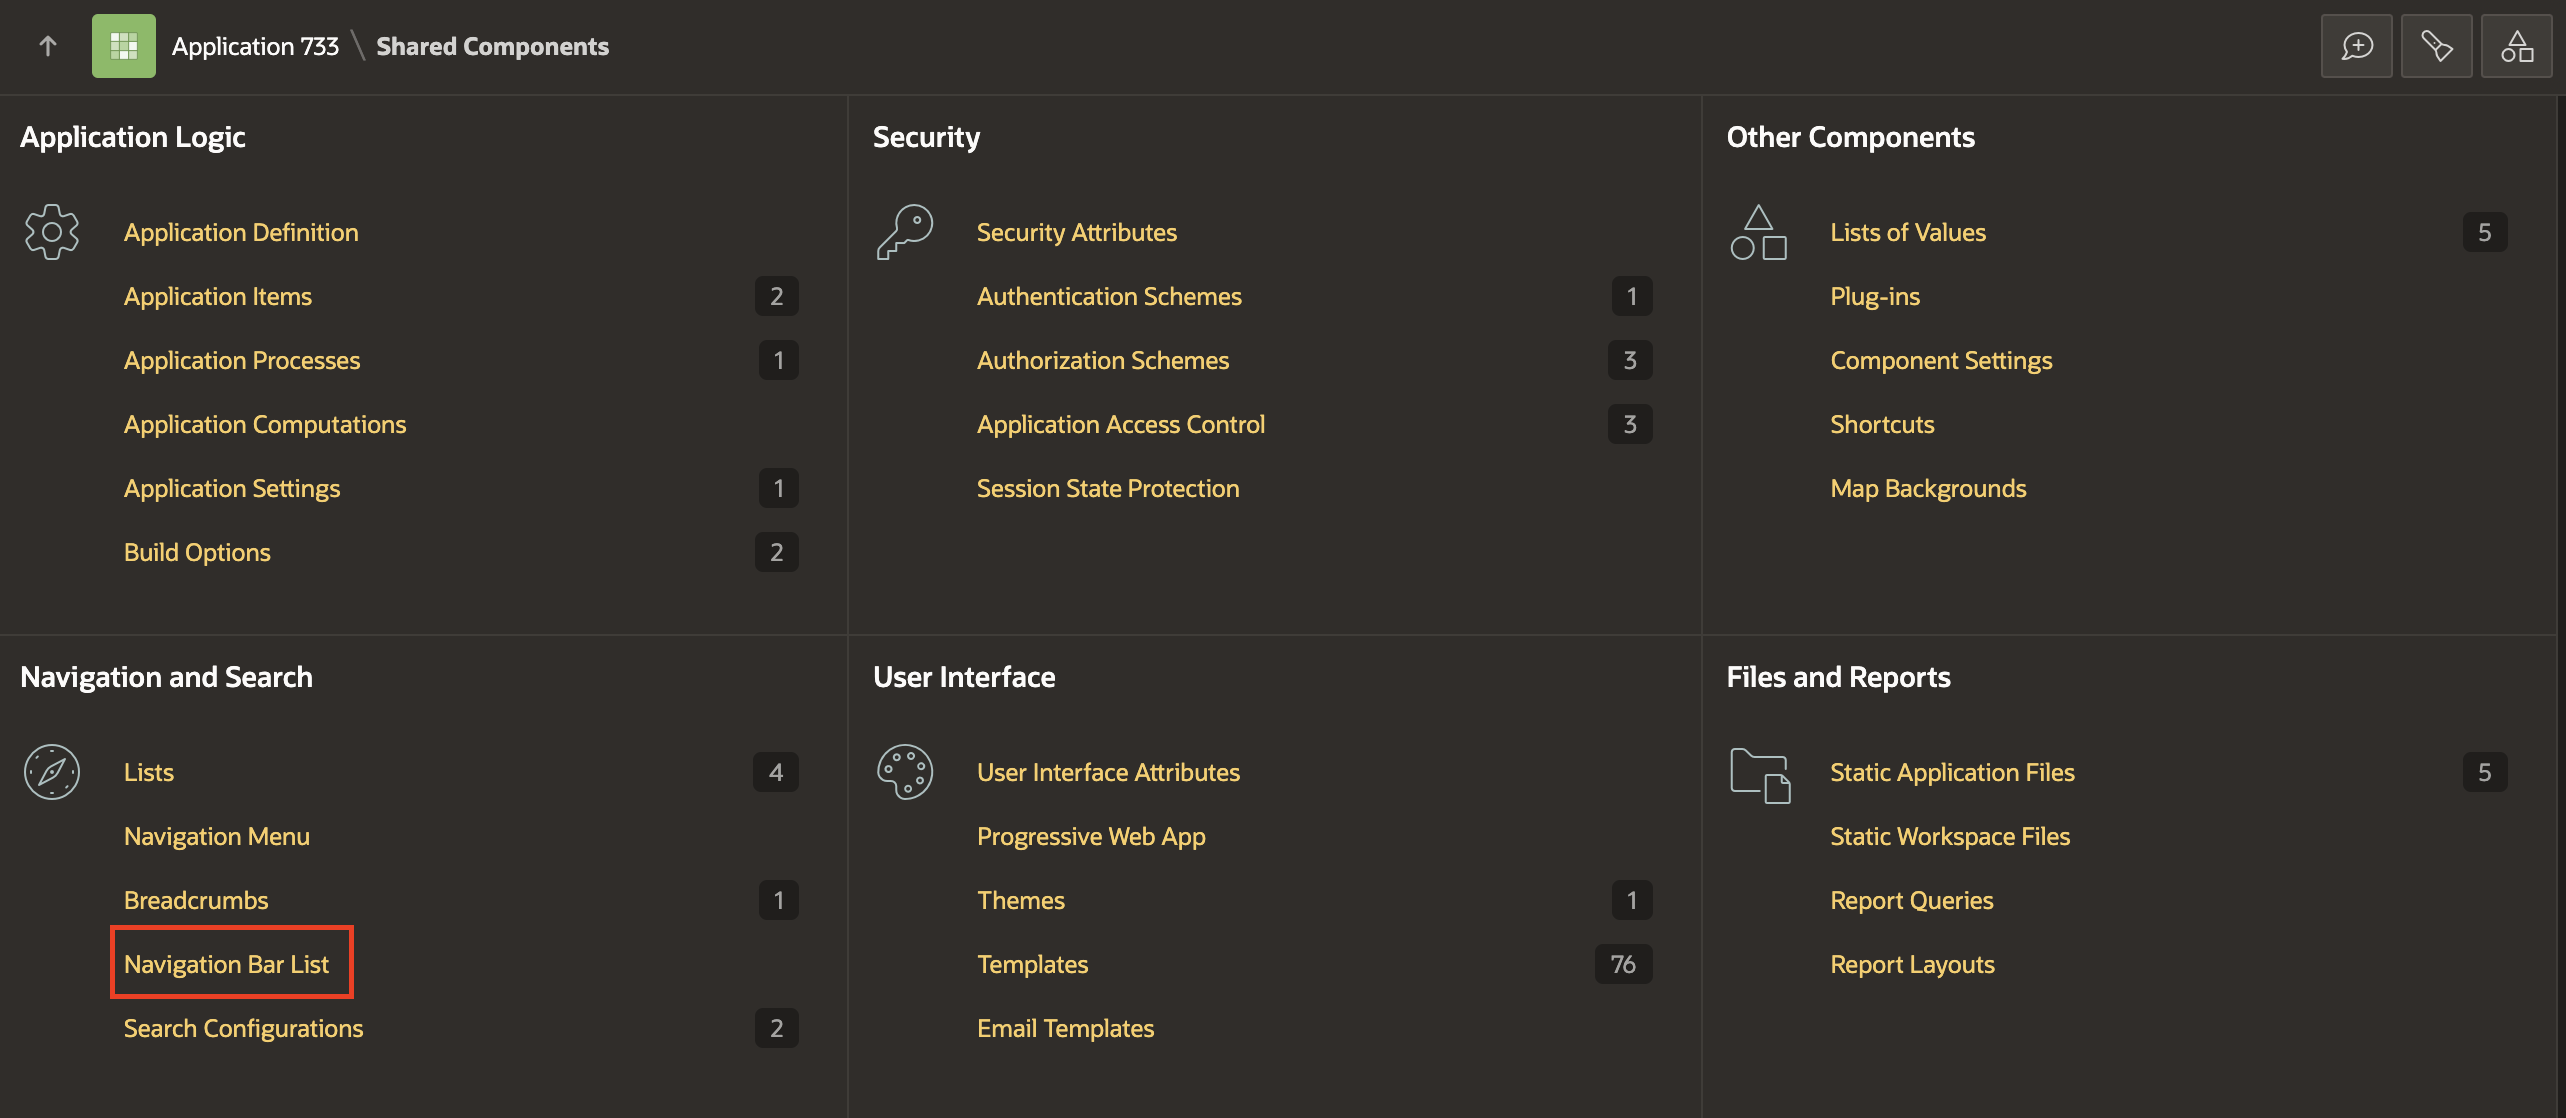 Application 733 \ Shared Components
Application Logic
Application Definition
Application Items 2
Application Processes 1
Application Computations
Application Settings 1
Build Options 2
Security
Security Attributes
Authentication Schemes 1
Authorization Schemes 3
Application Access Control 3
Session State Protection
Other Components
Lists of Values 5
Plug-ins
Component Settings
Shortcuts
Map Backgrounds
Navigation and Search
Lists 4
Navigation Menu
Breadcrumbs 1
Navigation Bar List
Search Configurations 2
User Interface
User Interface Attributes
Progressive Web App
Themes 1
Templates 76
Email Templates
Files and Reports
Static Application Files 5
Static Workspace Files
Report Queries
Report Layouts